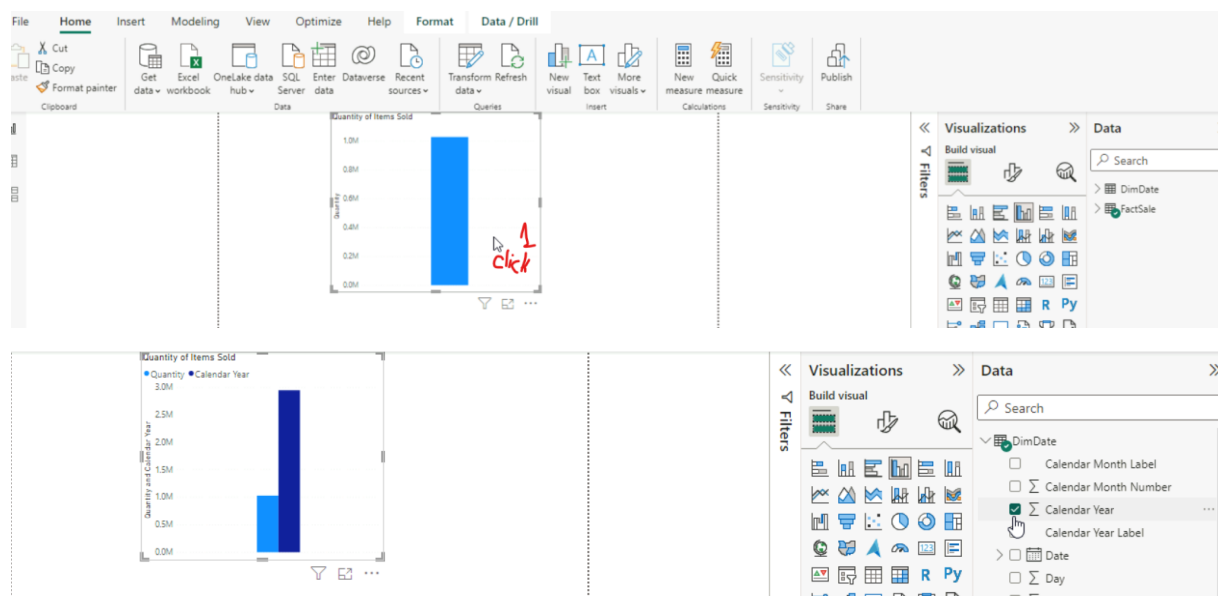 File Home Insert Modeling View Optimize Help Format Data / Drill
Cut
Copy
Format painter
Clipboard
Get data
Excel workbook
OneLake data hub
SQL Server
Enter data
Dataverse
Recent sources
Data
Transform data
Refresh
Queries
New visual
Text box
More visuals
Insert
New measure
Quick measure
Calculations
Sensitivity
Sensitivity
Publish
Share
Quantity of Items Sold
1.0M
0.8M
0.6M
0.4M
0.2M
0.0M
Quantity
1
click
Filters
Visualizations
Build visual
R Py
Data
Search
DimDate
FactSale
Quantity of Items Sold
Quantity Calendar Year
3.0M
2.5M
2.0M
1.5M
1.0M
0.5M
0.0M
Quantity and Calendar Year
Filters
Visualizations
Build visual
123
R Py
Data
Search
DimDate
Calendar Month Label
Σ Calendar Month Number
Σ Calendar Year
Calendar Year Label
Date
Σ Day